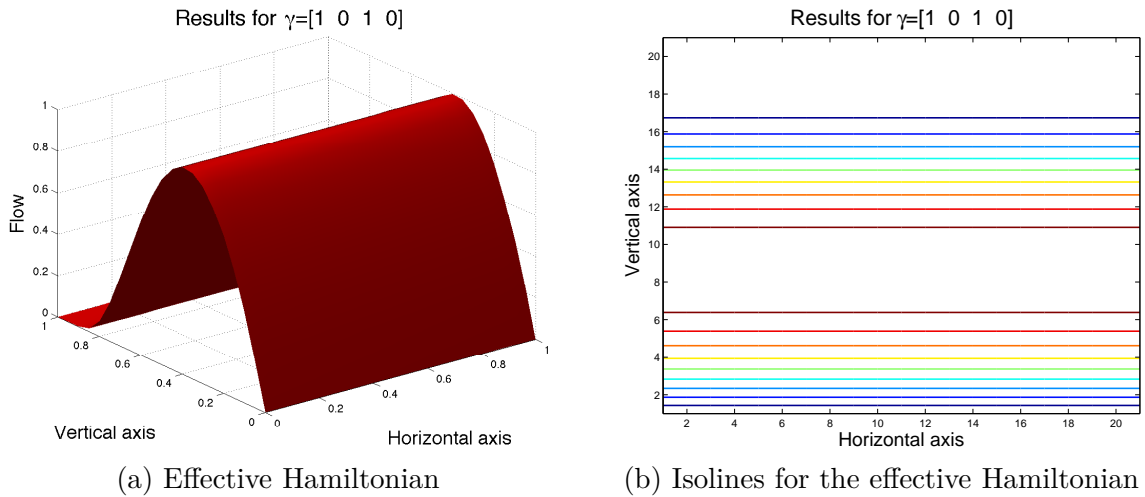 Results for γ=[1 0 1 0]
1
0.8
0.6
0.4
0.2
0
Flow
1
0.8
0.6
0.4
0.2
0
0
0.2
0.4
0.6
0.8
1
Vertical axis
Horizontal axis
(a) Effective Hamiltonian
Results for γ=[1 0 1 0]
20
18
16
14
12
10
8
6
4
2
Vertical axis
2 4 6 8 10 12 14 16 18 20
Horizontal axis
(b) Isolines for the effective Hamiltonian